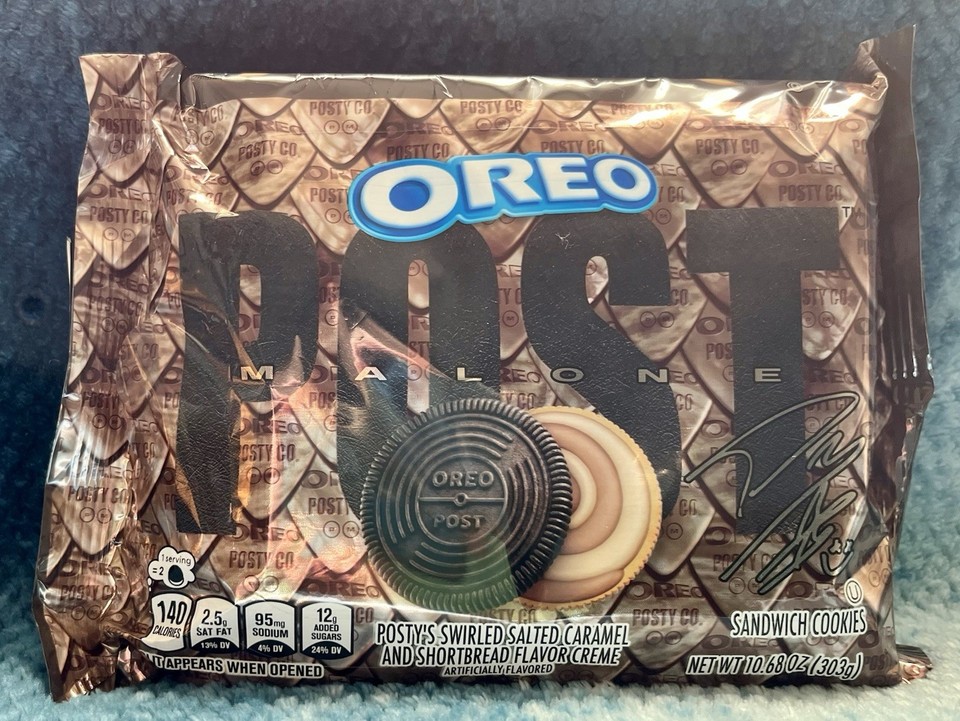 OREO
POST™
MALONE
OREO
POST
1 serving
= 2
140
CALORIES
2.5g
SAT FAT
13% DV
95mg
SODIUM
4% DV
12g
ADDED
SUGARS
24% DV
POSTY'S SWIRLED SALTED CARAMEL
AND SHORTBREAD FLAVOR CREME
ARTIFICIALLY FLAVORED
U
SANDWICH COOKIES
NET WT 10.68 OZ (303g)
T APPEARS WHEN OPENED
OREO
POSTY CO.